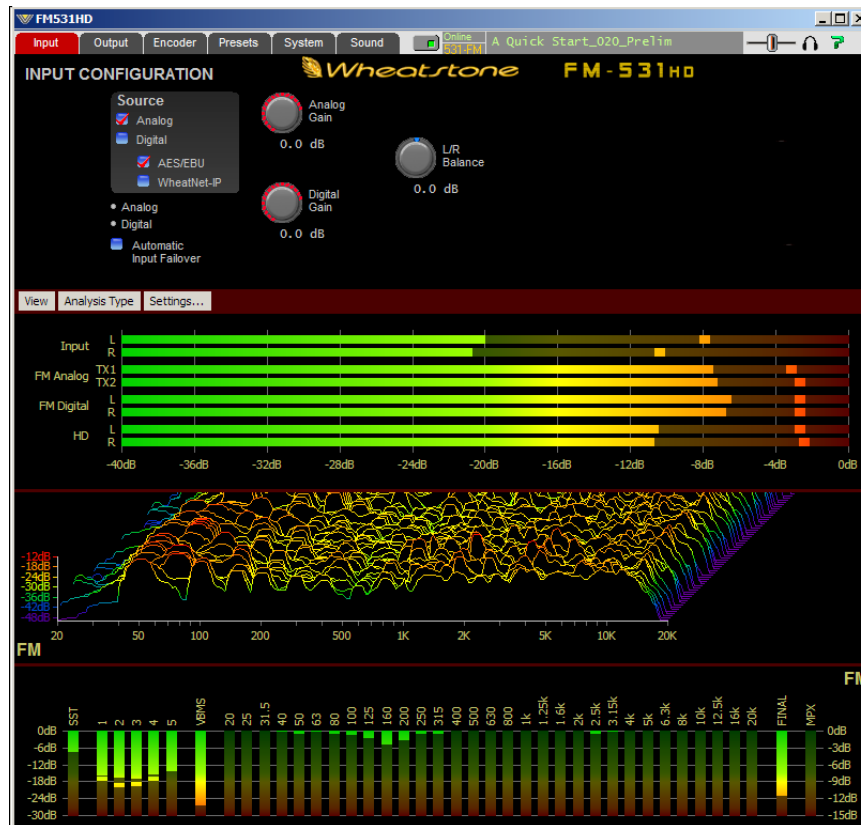 FM531HD
Input Output Encoder Presets System Sound Online 531-FM A Quick Start_020_Prelim
INPUT CONFIGURATION Wheatstone FM-531HD
Source
Analog
Digital
AES/EBU
WheatNet-IP
Analog
Digital
Automatic
Input Failover
Analog
Gain
0.0 dB
Digital
Gain
0.0 dB
L/R
Balance
0.0 dB
View Analysis Type Settings...
Input L
R
FM Analog TX1
TX2
FM Digital L
R
HD L
R
-40dB -36dB -32dB -28dB -24dB -20dB -16dB -12dB -8dB -4dB 0dB
-12dB
-18dB
-24dB
-30dB
-36dB
-42dB
-48dB
20 50 100 200 500 1K 2K 5K 10K 20K
FM
FM
SST 1 2 3 4 5 VBMS 20 25 31.5 40 50 63 80 100 125 160 200 250 315 400 500 630 800 1k 1.25k 1.6k 2k 2.5k 3.15k 4k 5k 6.3k 8k 10k 12.5k 16k 20k FINAL MPX
0dB 0dB
-6dB -3dB
-12dB -6dB
-18dB -9dB
-24dB -12dB
-30dB -15dB